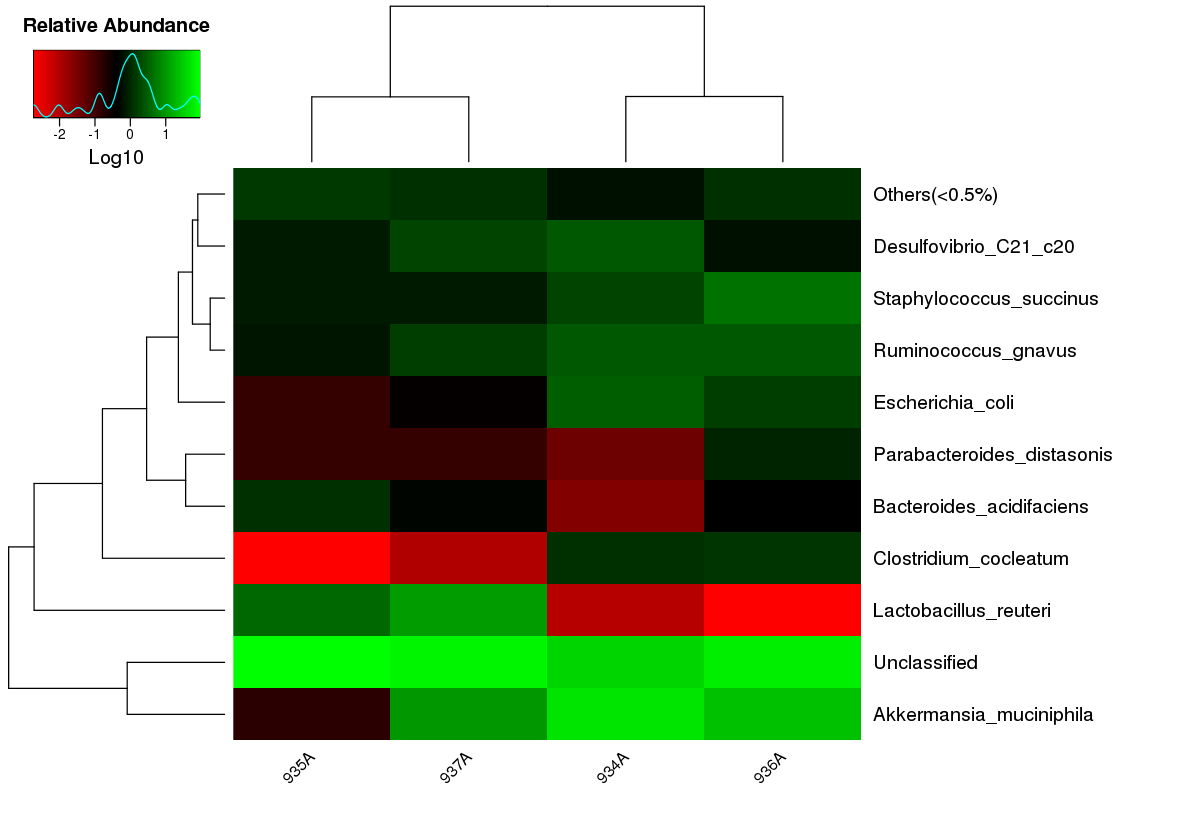 Relative Abundance
-2 -1 0 1
Log10
Others(<0.5%)
Desulfovibrio_C21_c20
Staphylococcus_succinus
Ruminococcus_gnavus
Escherichia_coli
Parabacteroides_distasonis
Bacteroides_acidifaciens
Clostridium_cocleatum
Lactobacillus_reuteri
Unclassified
Akkermansia_muciniphila
935A 937A 934A 936A